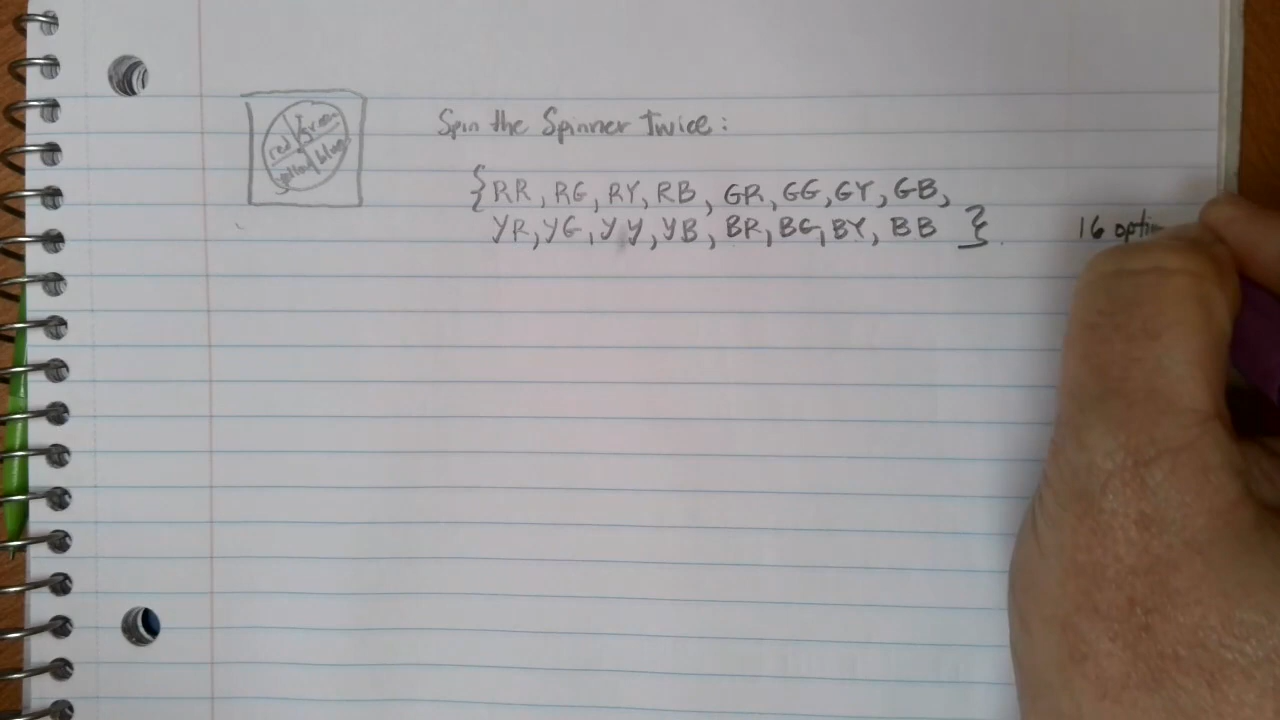 red green
yellow blue
Spin the Spinner Twice:
{RR, RG, RY, RB, GR, GG, GY, GB,
YR, YG, YY, YB, BR, BG, BY, BB }.
16